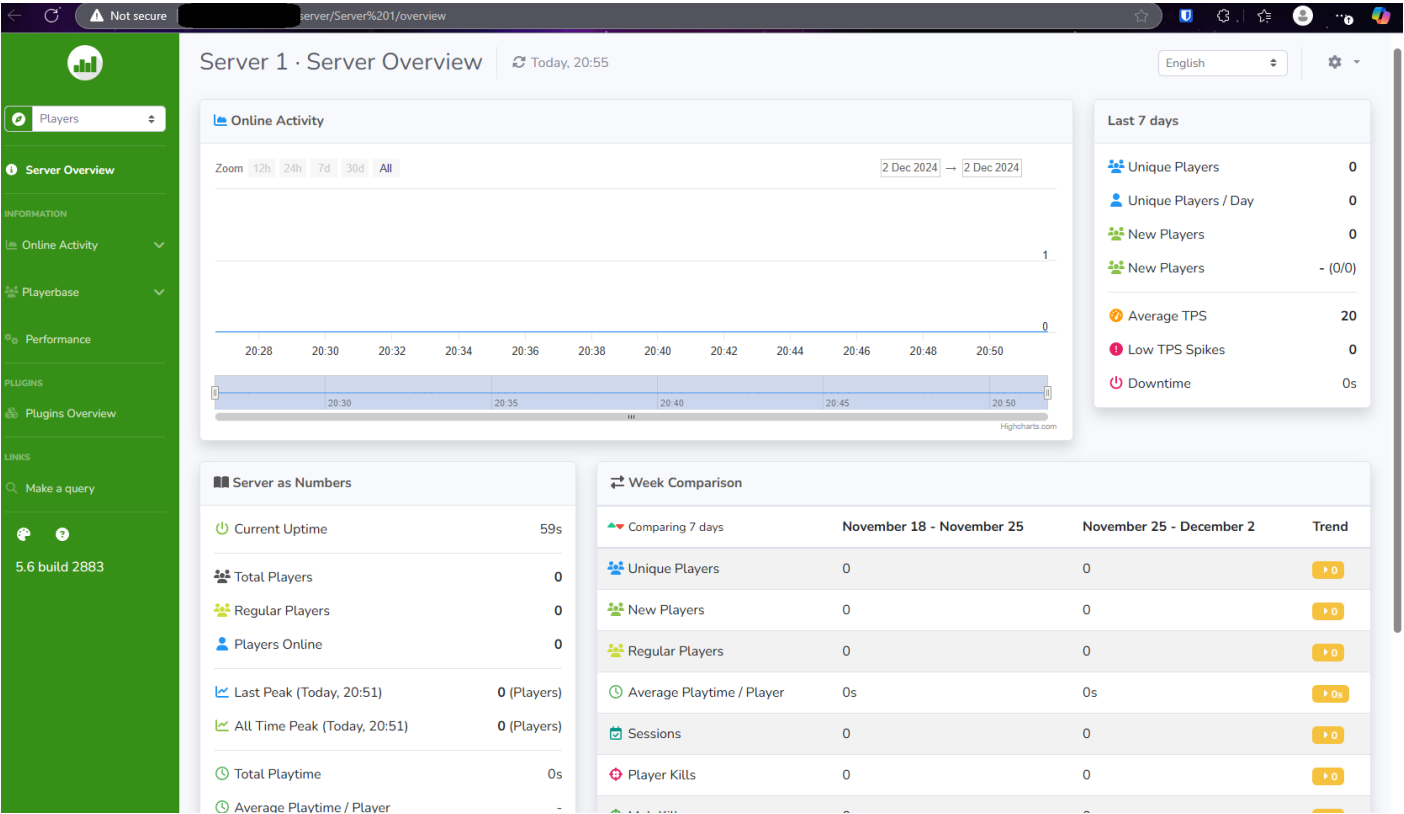 Not secure
server/Server%201/overview
Server 1 · Server Overview
Today, 20:55
English
Players
Server Overview
INFORMATION
Online Activity
Playerbase
Performance
PLUGINS
Plugins Overview
LINKS
Make a query
5.6 build 2883
Online Activity
Zoom 12h 24h 7d 30d All
2 Dec 2024 → 2 Dec 2024
1
0
20:28 20:30 20:32 20:34 20:36 20:38 20:40 20:42 20:44 20:46 20:48 20:50
20:30 20:35 20:40 20:45 20:50
Highcharts.com
Last 7 days
Unique Players 0
Unique Players / Day 0
New Players 0
New Players - (0/0)
Average TPS 20
Low TPS Spikes 0
Downtime 0s
Server as Numbers
Current Uptime 59s
Total Players 0
Regular Players 0
Players Online 0
Last Peak (Today, 20:51) 0 (Players)
All Time Peak (Today, 20:51) 0 (Players)
Total Playtime 0s
Average Playtime / Player -
Week Comparison
Comparing 7 days November 18 - November 25 November 25 - December 2 Trend
Unique Players 0 0 0
New Players 0 0 0
Regular Players 0 0 0
Average Playtime / Player 0s 0s 0s
Sessions 0 0 0
Player Kills 0 0 0